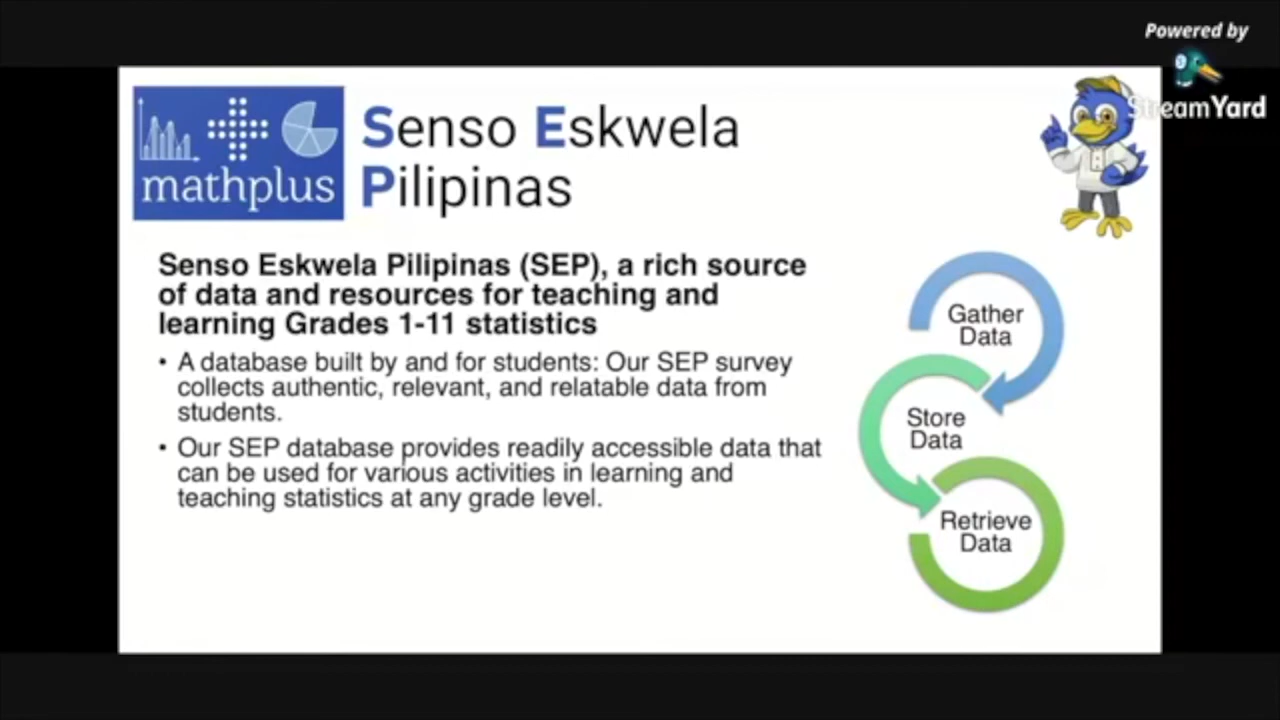 Powered by
StreamYard
mathplus
Senso Eskwela
Pilipinas
Senso Eskwela Pilipinas (SEP), a rich source
of data and resources for teaching and
learning Grades 1-11 statistics
• A database built by and for students: Our SEP survey
collects authentic, relevant, and relatable data from
students.
• Our SEP database provides readily accessible data that
can be used for various activities in learning and
teaching statistics at any grade level.
Gather
Data
Store
Data
Retrieve
Data